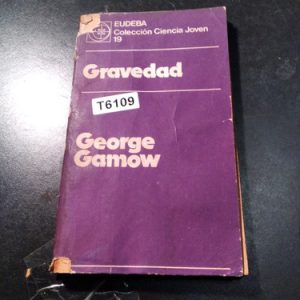 EUDEBA
Colección Ciencia Joven
19
Gravedad
T6109
George
Gamow